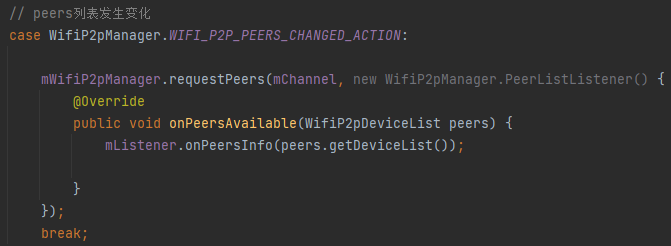 // peers列表发生变化
case WifiP2pManager.WIFI_P2P_PEERS_CHANGED_ACTION:
mWifiP2pManager.requestPeers(mChannel, new WifiP2pManager.PeerListListener() {
@Override
public void onPeersAvailable(WifiP2pDeviceList peers) {
mListener.onPeersInfo(peers.getDeviceList());
}
});
break;